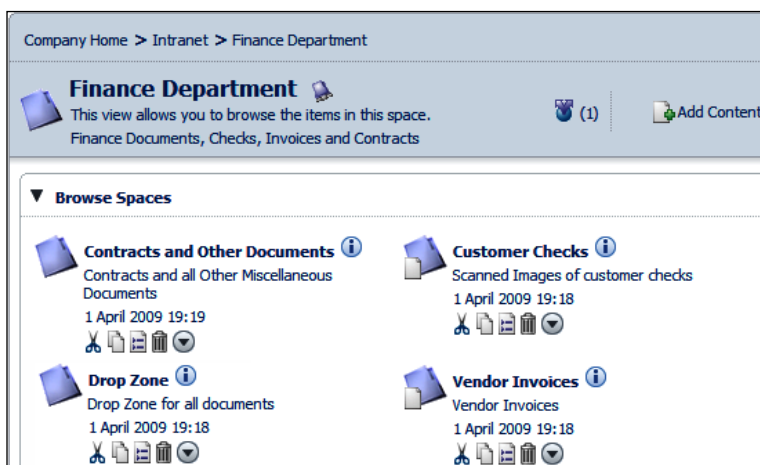 Company Home > Intranet > Finance Department
Finance Department
This view allows you to browse the items in this space.
(1)
Add Content
Finance Documents, Checks, Invoices and Contracts
Browse Spaces
Contracts and Other Documents
Contracts and all Other Miscellaneous
Documents
1 April 2009 19:19
Customer Checks
Scanned Images of customer checks
1 April 2009 19:18
Drop Zone
Drop Zone for all documents
1 April 2009 19:18
Vendor Invoices
Vendor Invoices
1 April 2009 19:18